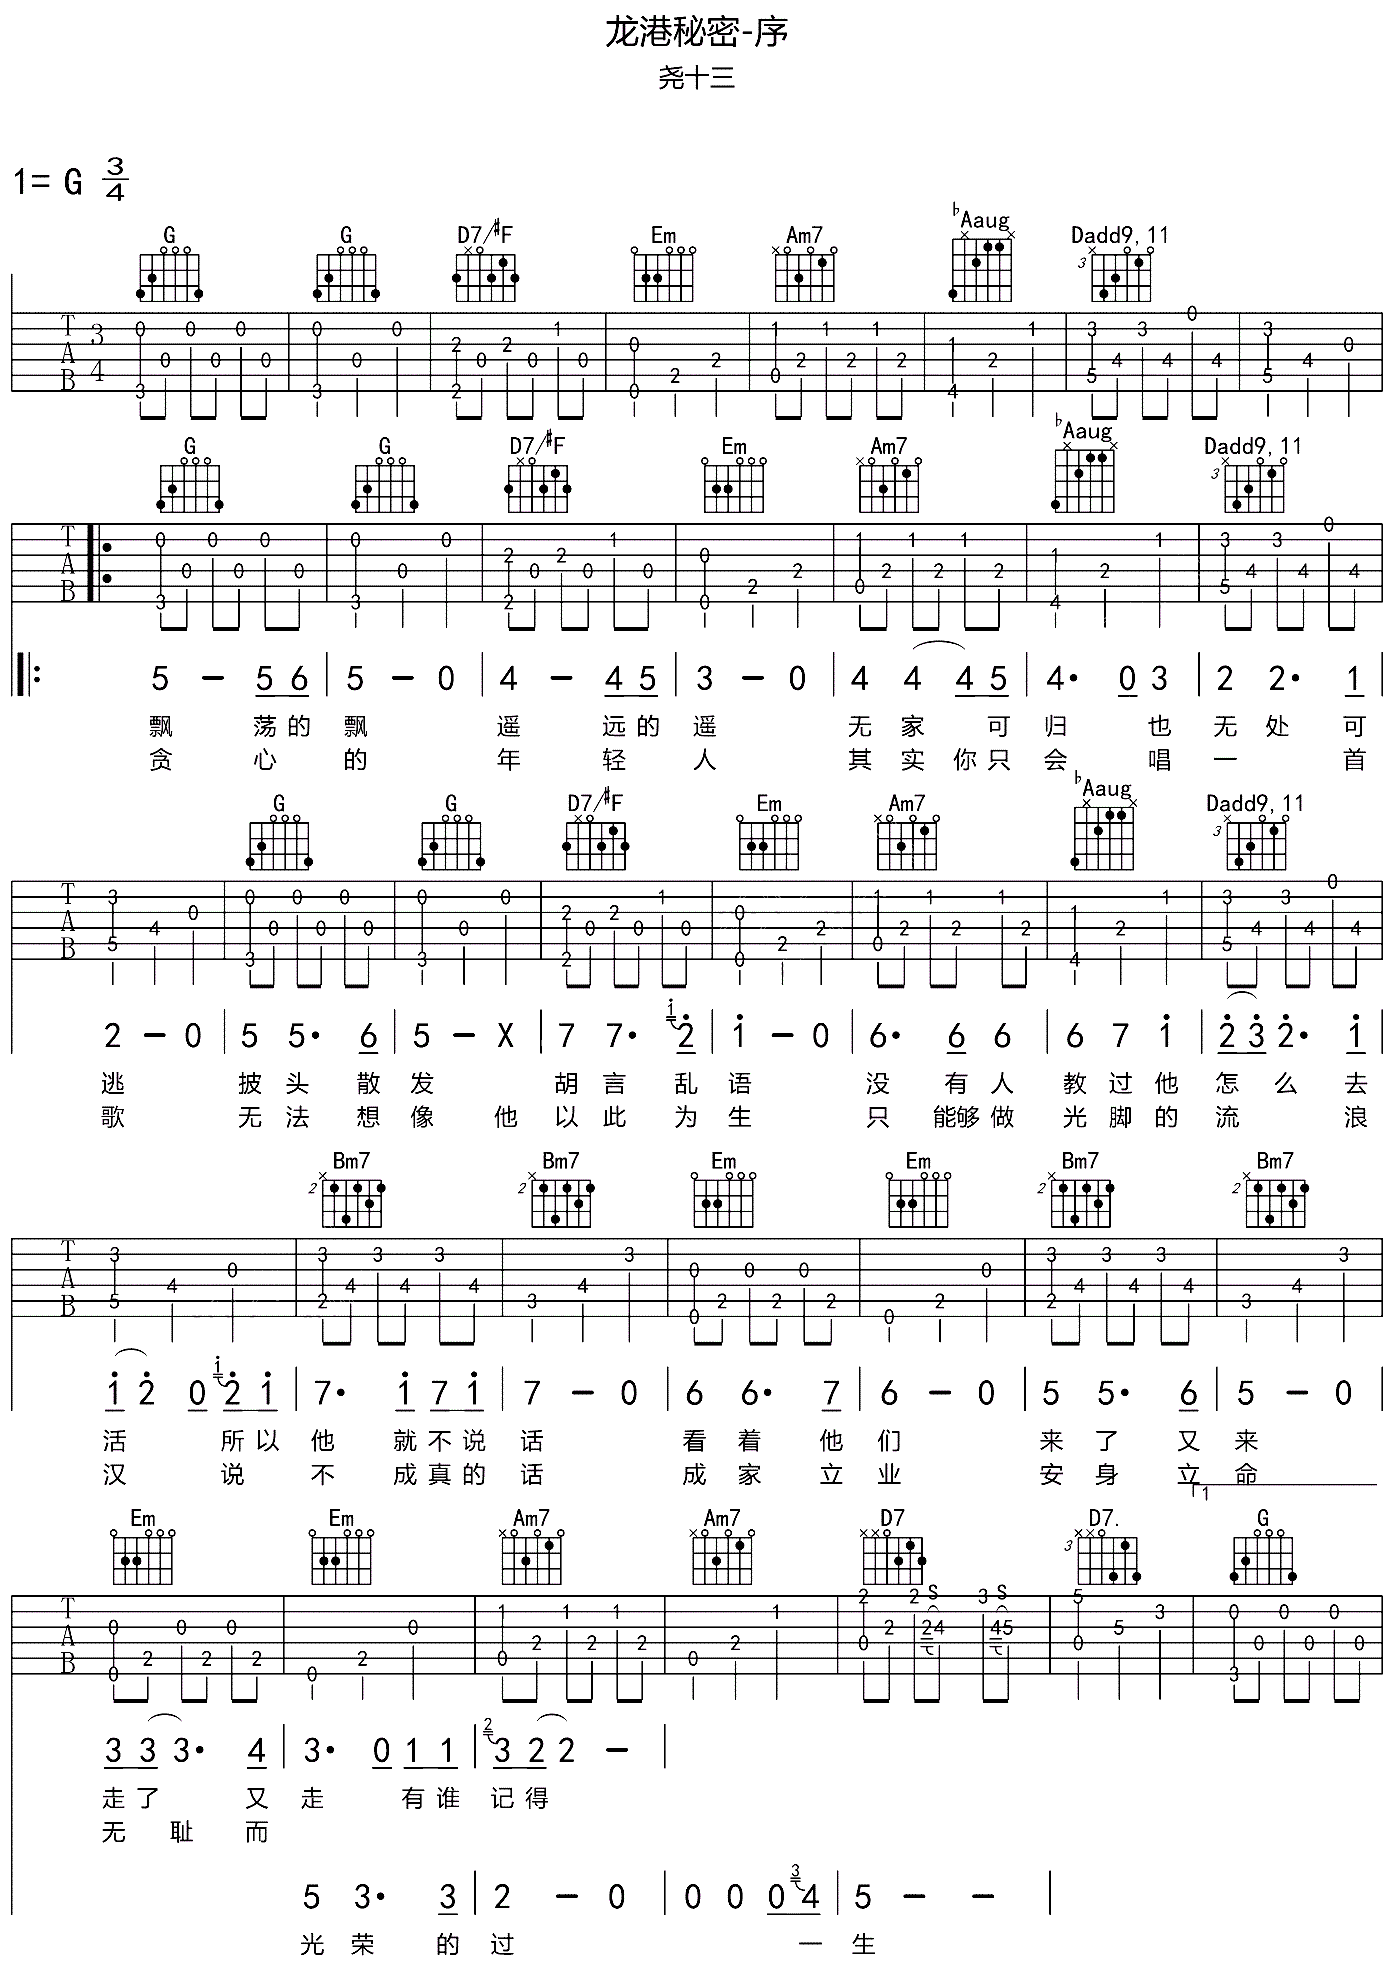 龙港秘密-序
尧十三
1= G 3/4
G G D7/#F Em Am7 ♭Aaug Dadd9,11
G G D7/#F Em Am7 ♭Aaug Dadd9,11
5 – 5 6 | 5 – 0 | 4 – 4 5 | 3 – 0 | 4 4 4 5 | 4· 0 3 | 2 2· 1
飘 荡的飘 遥 远的遥 无家 可归 也 无处 可
贪 心 的 年 轻 人 其实你只会 唱 一 首
G G D7/#F Em Am7 ♭Aaug Dadd9,11
2 – 0 | 5 5· 6 | 5 – X | 7 7· 2 | 1 – 0 | 6· 6 6 | 6 7 1 | 2 3 2· 1
逃 披头 散发 胡言 乱语 没 有人 教过他 怎 么 去
歌 无法 想像 他 以此 为生 只 能够做 光脚的 流 浪
Bm7 Bm7 Em Em Bm7 Bm7
1 2 0 2 1 | 7· 1 7 1 | 7 – 0 | 6 6· 7 | 6 – 0 | 5 5· 6 | 5 – 0
活 所以他 就不说话 看着 他们 来了 又来
汉 说 不 成真的话 成家 立业 安身 立命
Em Em Am7 Am7 D7 D7. G
3 3 3· 4 | 3· 0 1 1 | 3 2 2 –
走了 又走 有谁 记得
无 耻 而
5 3· 3 | 2 – 0 | 0 0 0 4 | 5 – –
光荣 的过 一生